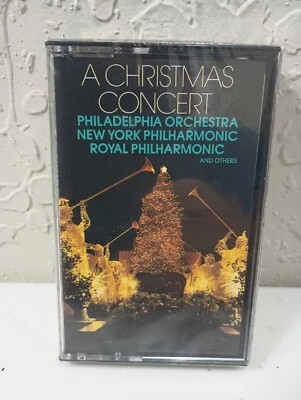 A CHRISTMAS
CONCERT
PHILADELPHIA ORCHESTRA
NEW YORK PHILHARMONIC
ROYAL PHILHARMONIC
AND OTHERS